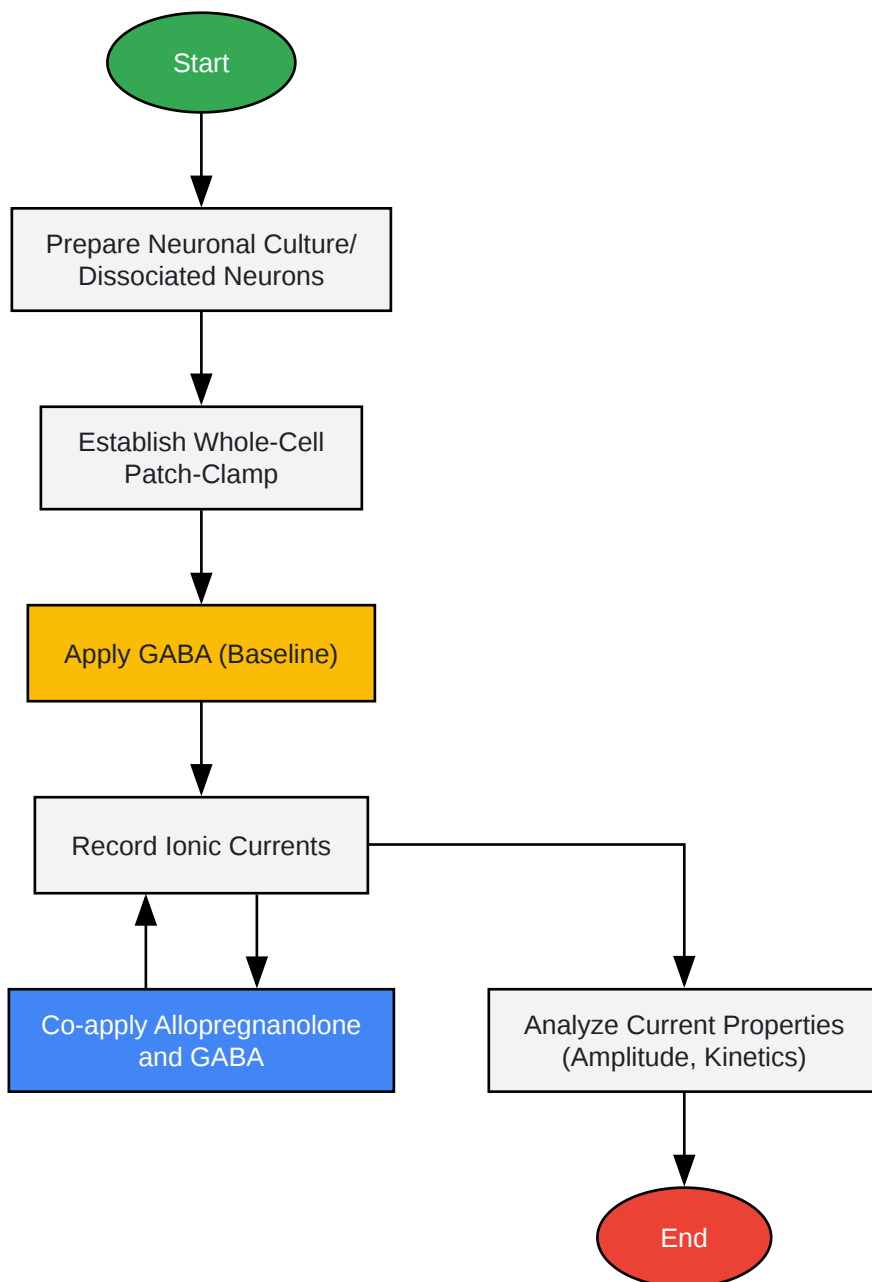 Start
Prepare Neuronal Culture/
Dissociated Neurons
Establish Whole-Cell
Patch-Clamp
Apply GABA (Baseline)
Record Ionic Currents
Co-apply Allopregnanolone
and GABA
Analyze Current Properties
(Amplitude, Kinetics)
End